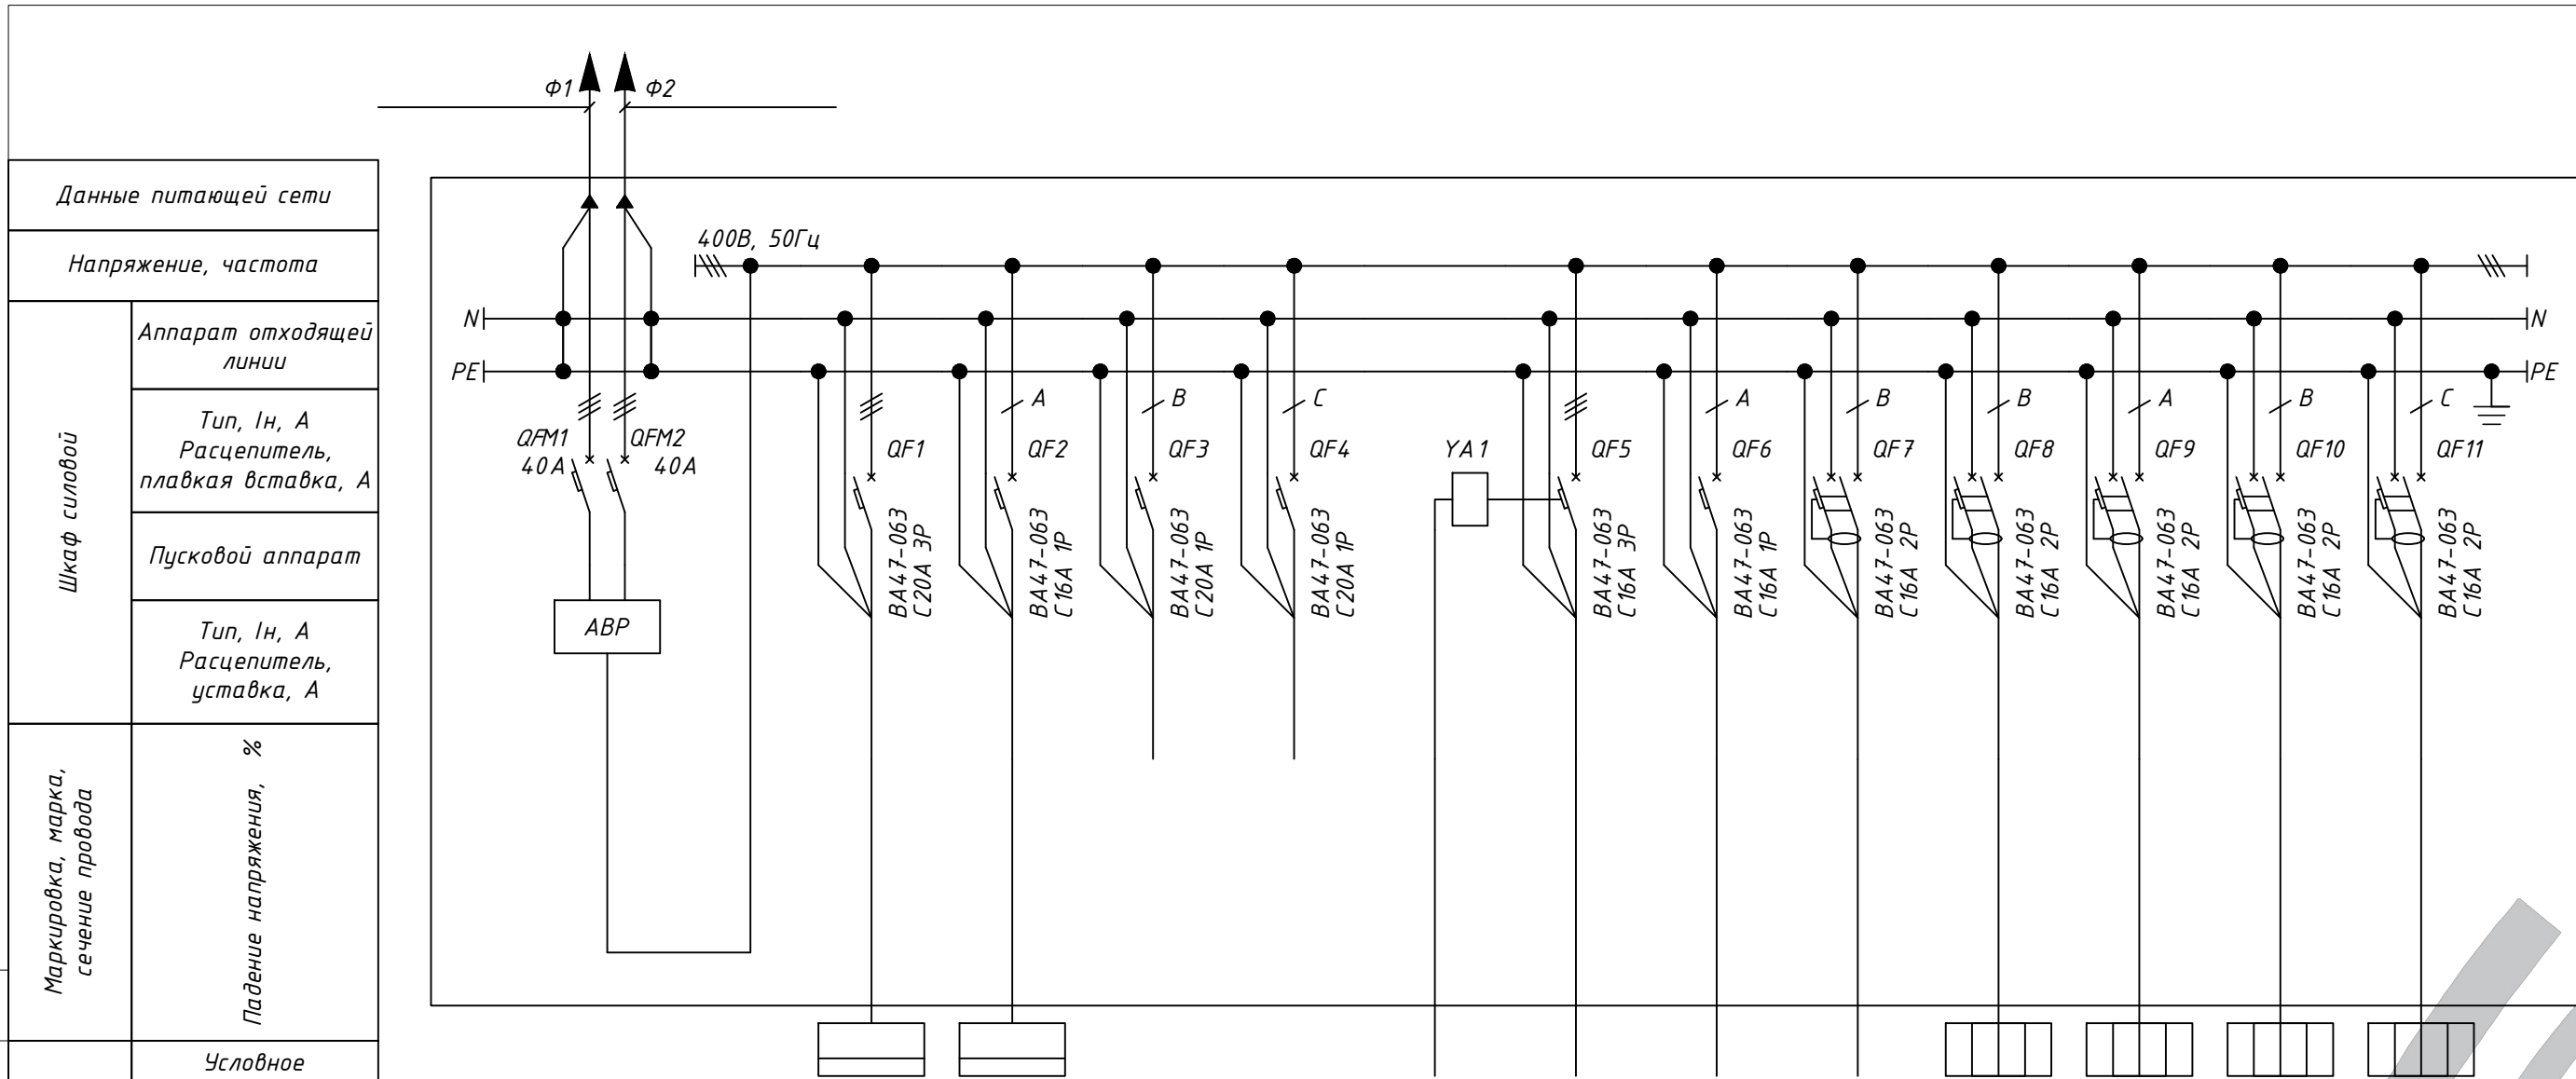 Ф1
Ф2
Данные питающей сети
Напряжение, частота
Шкаф силовой
Аппарат отходящей
линии
Тип, Iн, А
Расцепитель,
плавкая вставка, А
Пусковой аппарат
Тип, Iн, А
Расцепитель,
уставка, А
Маркировка, марка,
сечение провода
Падение напряжения, %
Условное
400В, 50Гц
N
N
PE
PE
QFM1
40А
QFM2
40А
АВР
QF1
ВА47-063
С20А 3Р
A
QF2
ВА47-063
С16А 1Р
B
QF3
ВА47-063
С20А 1Р
C
QF4
ВА47-063
С20А 1Р
YA1
QF5
ВА47-063
С16А 3Р
A
QF6
ВА47-063
С16А 1Р
B
QF7
ВА47-063
С16А 2Р
B
QF8
ВА47-063
С16А 2Р
A
QF9
ВА47-063
С16А 2Р
B
QF10
ВА47-063
С16А 2Р
C
QF11
ВА47-063
С16А 2Р